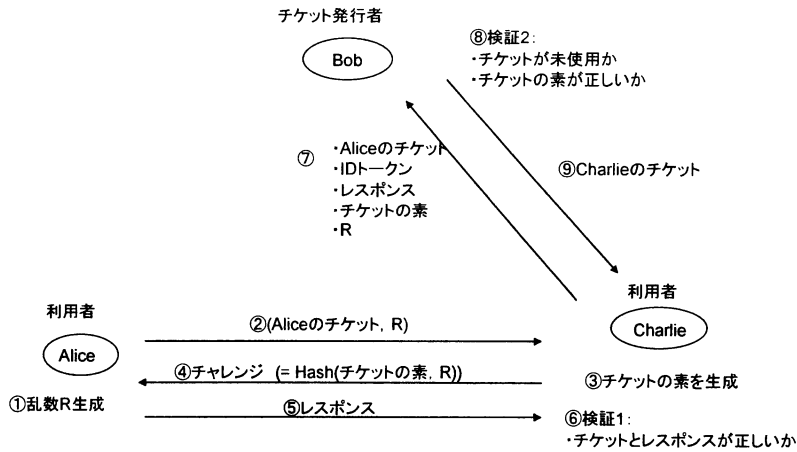 チケット発行者
Bob
⑧検証2:
・チケットが未使用か
・チケットの素が正しいか
⑦
・Aliceのチケット
・IDトークン
・レスポンス
・チケットの素
・R
⑨Charlieのチケット
利用者
Alice
②(Aliceのチケット, R)
利用者
Charlie
④チャレンジ (= Hash(チケットの素, R))
③チケットの素を生成
①乱数R生成
⑤レスポンス
⑥検証1:
・チケットとレスポンスが正しいか